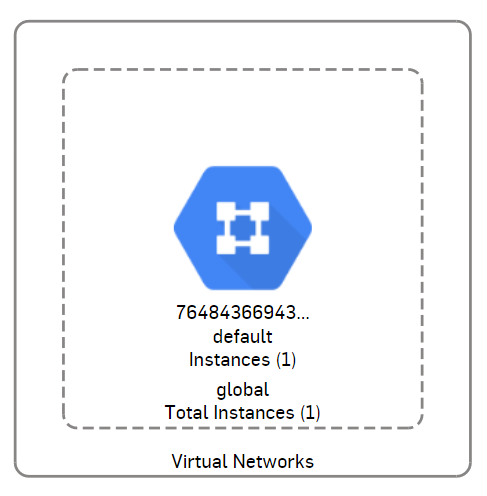 76484366943...
default
Instances (1)
global
Total Instances (1)
Virtual Networks